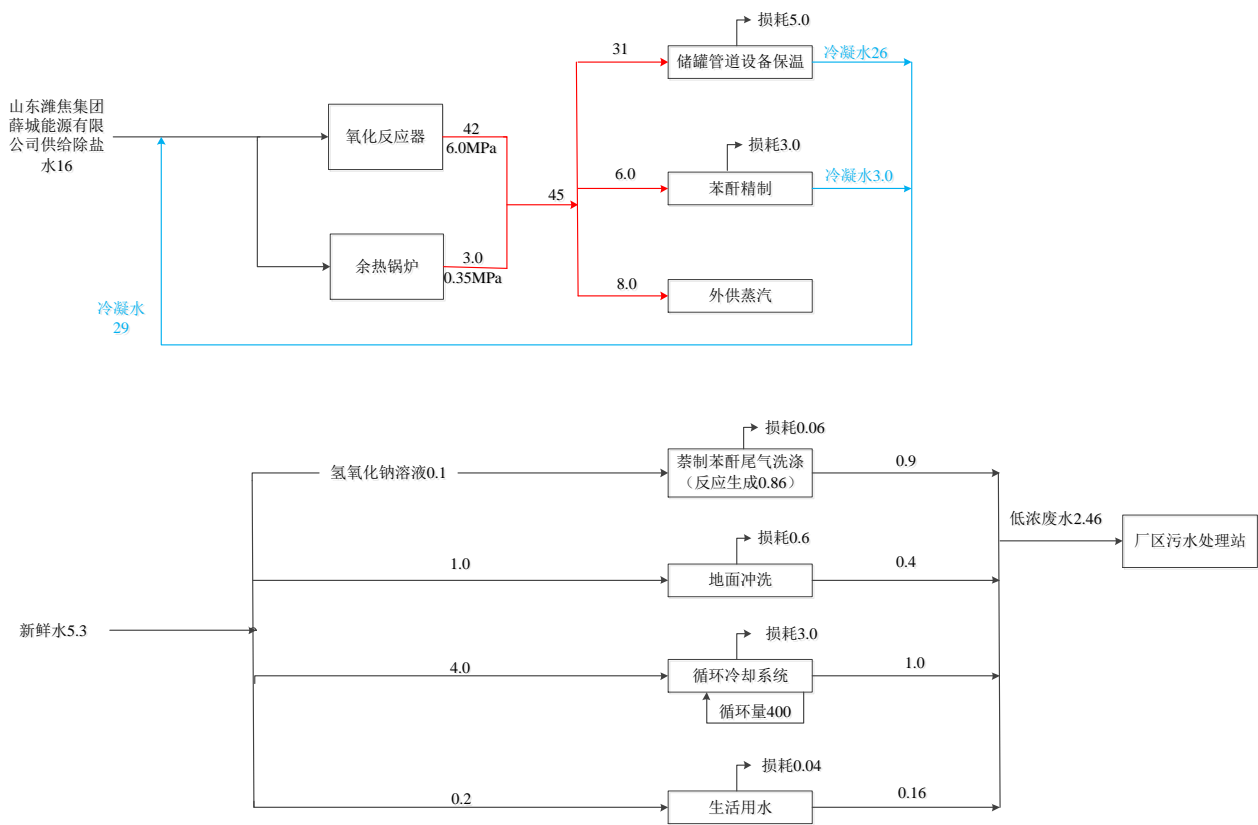 损耗5.0
31
储罐管道设备保温
冷凝水26
山东潍焦集团
薛城能源有限
公司供给除盐
水16
氧化反应器
42
6.0MPa
损耗3.0
6.0
苯酐精制
冷凝水3.0
45
余热锅炉
3.0
0.35MPa
8.0
外供蒸汽
冷凝水
29
损耗0.06
氢氧化钠溶液0.1
萘制苯酐尾气洗涤
（反应生成0.86）
0.9
低浓废水2.46
厂区污水处理站
损耗0.6
1.0
地面冲洗
0.4
新鲜水5.3
损耗3.0
4.0
循环冷却系统
1.0
循环量400
损耗0.04
0.2
生活用水
0.16